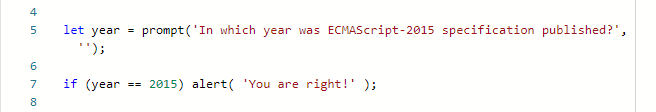 4
5 let year = prompt('In which year was ECMAScript-2015 specification published?',
'');
6
7 if (year == 2015) alert( 'You are right!' );
8